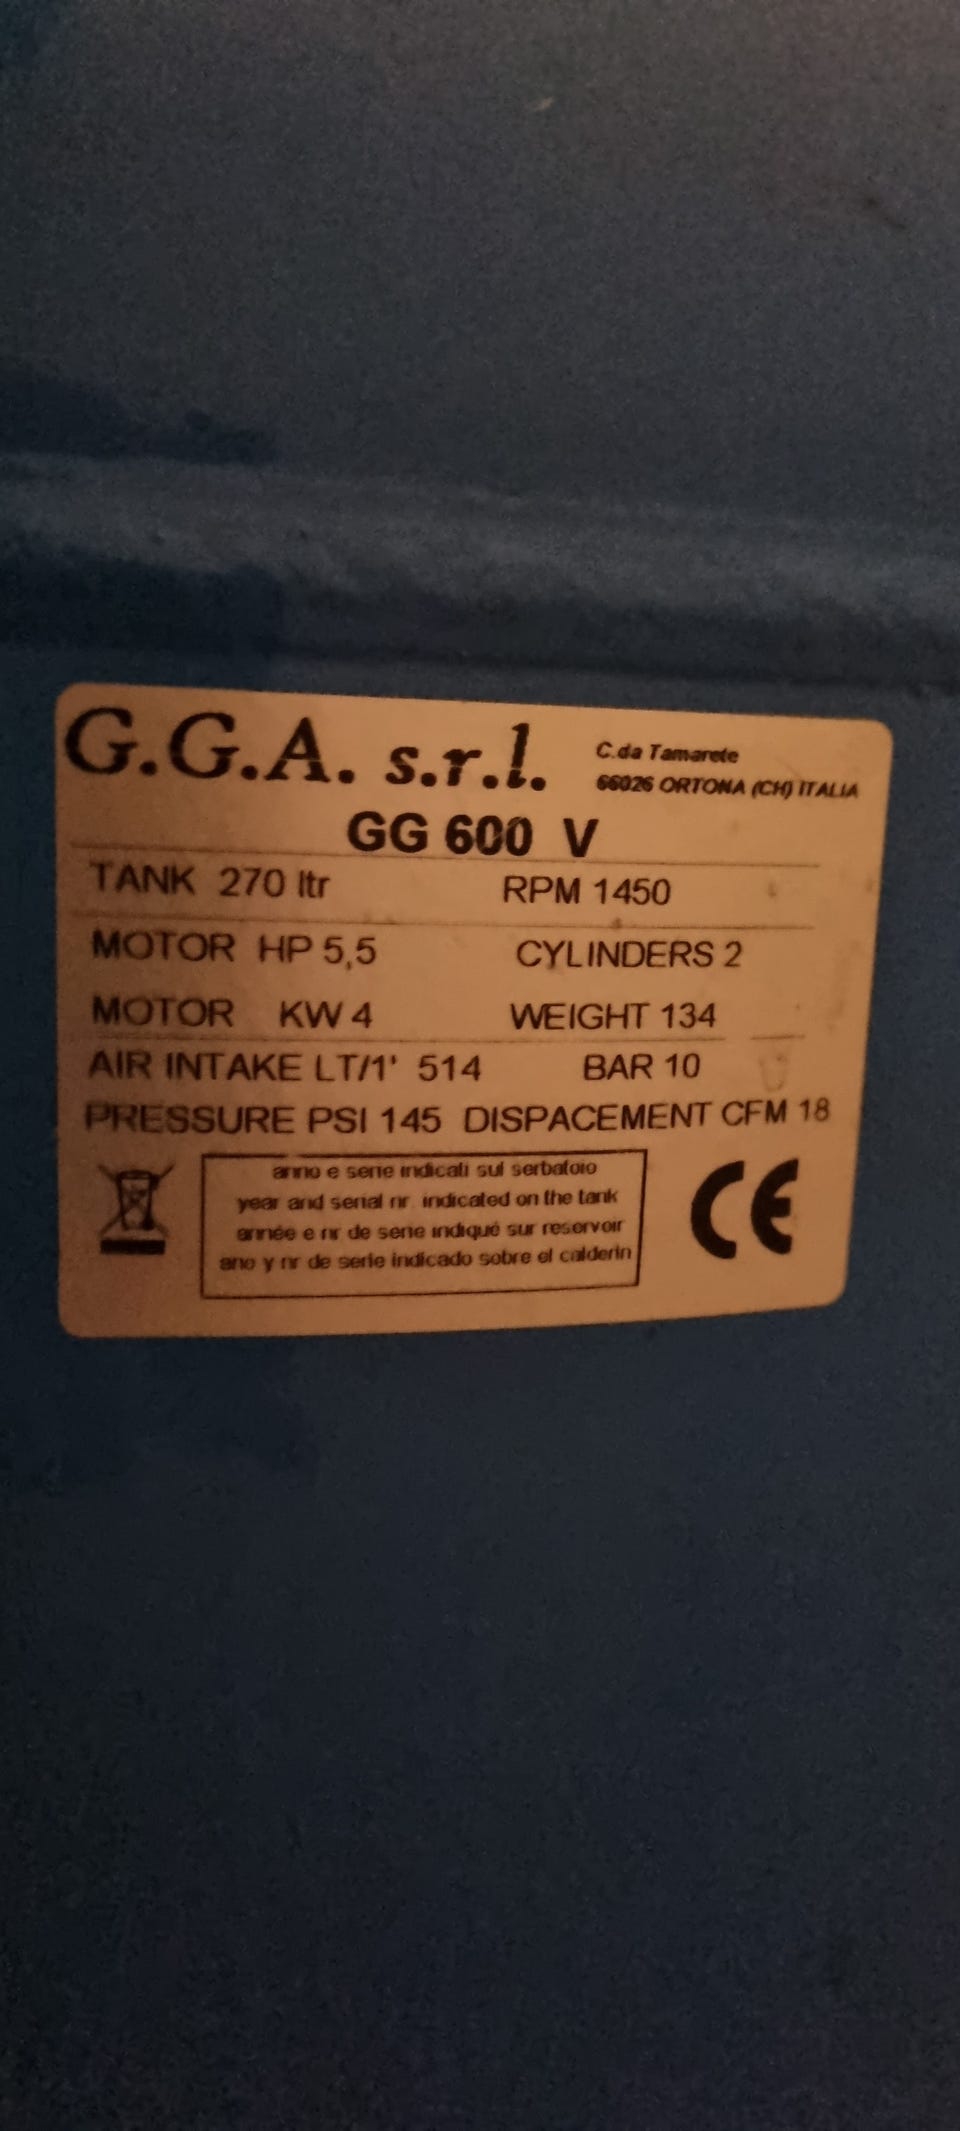 G.G.A. s.r.l.
C.da Tamarete
66026 ORTONA (CH) ITALIA
GG 600 V
TANK 270 ltr RPM 1450
MOTOR HP 5,5 CYLINDERS 2
MOTOR KW 4 WEIGHT 134
AIR INTAKE LT/1' 514 BAR 10
PRESSURE PSI 145 DISPACEMENT CFM 18
anno e serie indicati sul serbatoio
year and serial nr. indicated on the tank
année e nr de serie indiqué sur reservoir
ano y nr de serie indicado sobre el calderin
CE